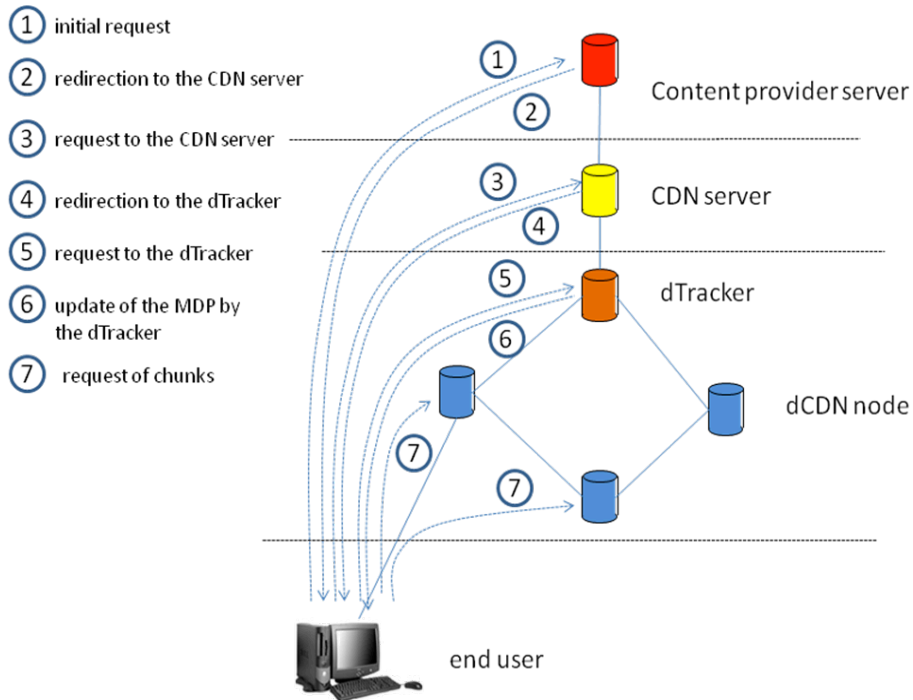 1 initial request
2 redirection to the CDN server
3 request to the CDN server
4 redirection to the dTracker
5 request to the dTracker
6 update of the MDP by
the dTracker
7 request of chunks
1
2
Content provider server
3
4
CDN server
5
6
dTracker
7
7
dCDN node
end user